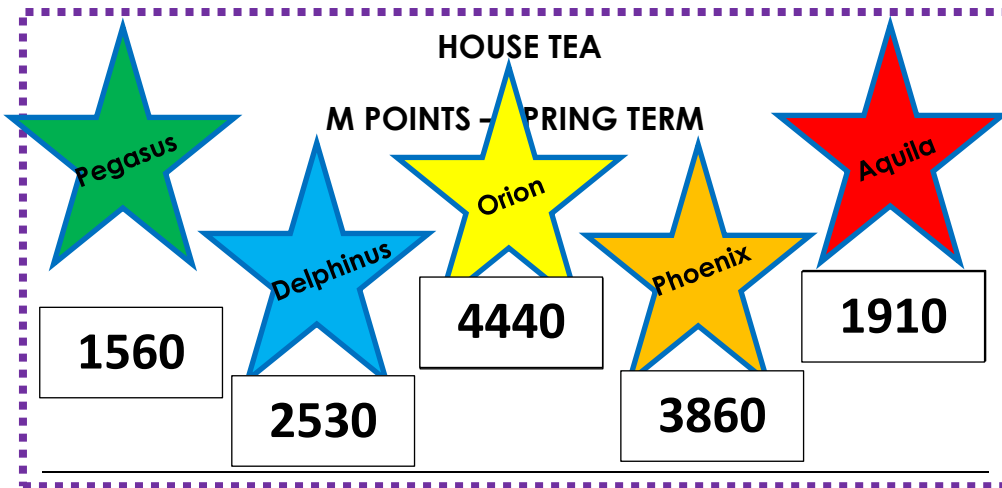 HOUSE TEA
M POINTS – PRING TERM
Pegasus
Delphinus
Orion
Phoenix
Aquila
1560
2530
4440
3860
1910